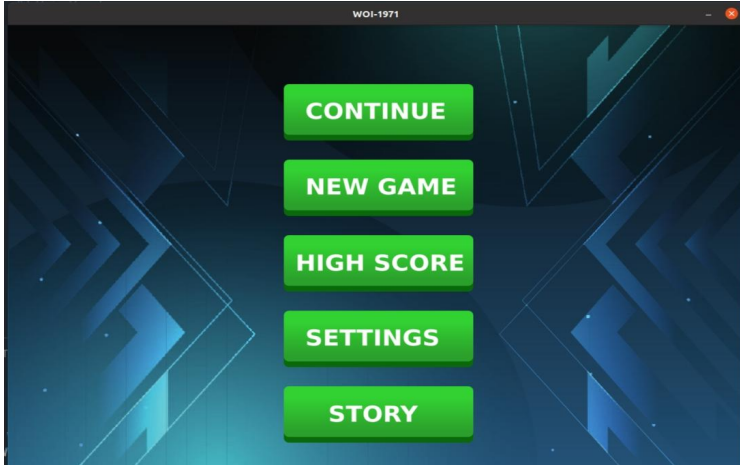 WOI-1971
CONTINUE
NEW GAME
HIGH SCORE
SETTINGS
STORY